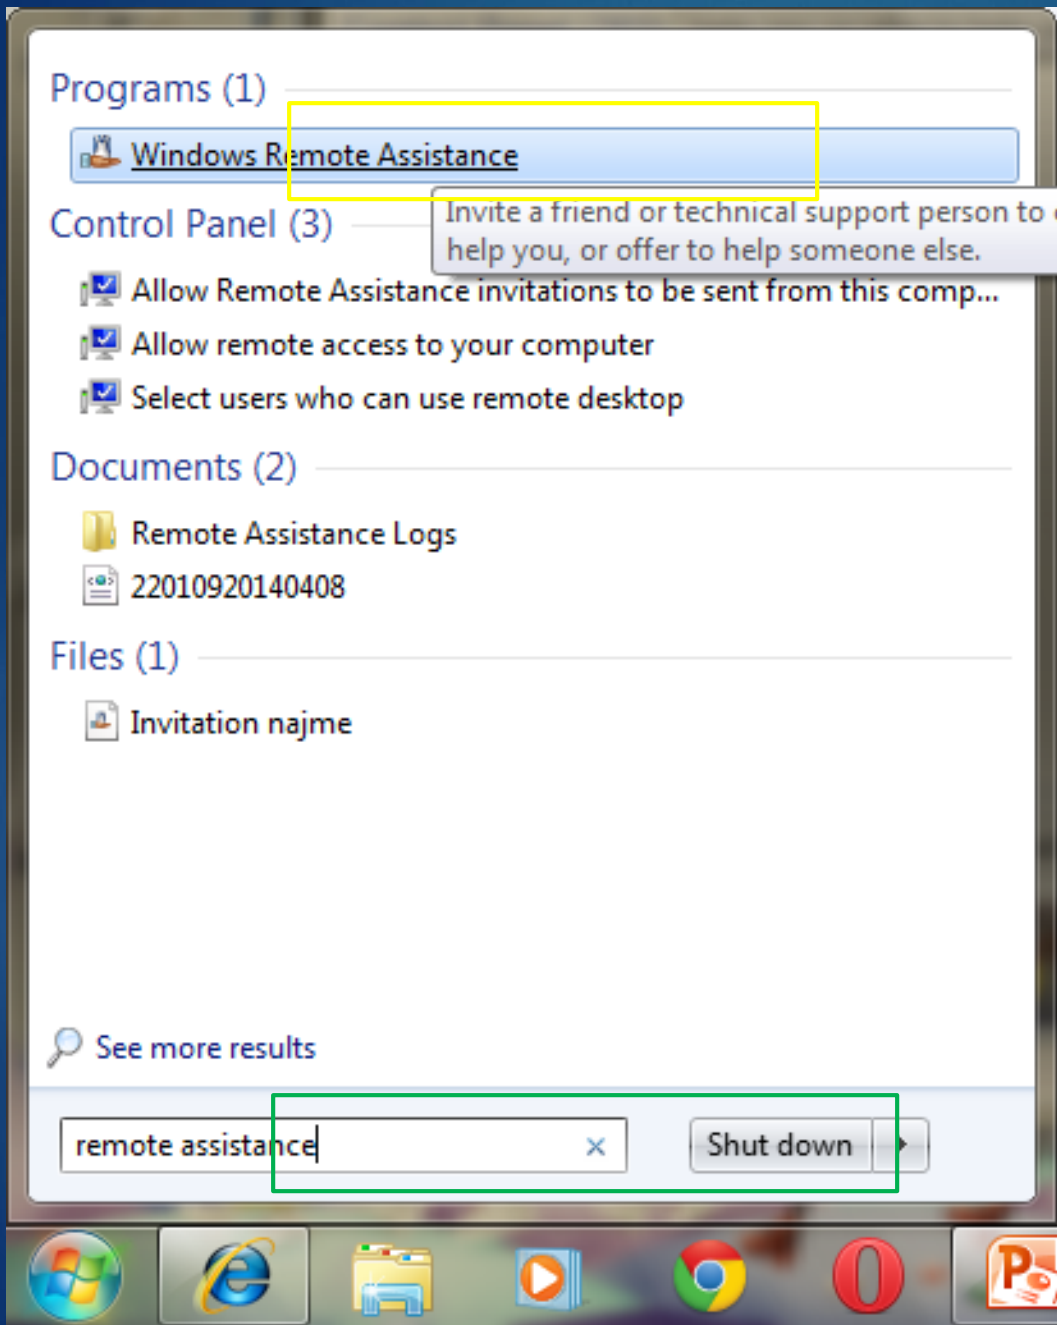 Programs (1)
Windows Remote Assistance
Invite a friend or technical support person to
help you, or offer to help someone else.
Control Panel (3)
Allow Remote Assistance invitations to be sent from this comp...
Allow remote access to your computer
Select users who can use remote desktop
Documents (2)
Remote Assistance Logs
22010920140408
Files (1)
Invitation najme
See more results
remote assistance
Shut down